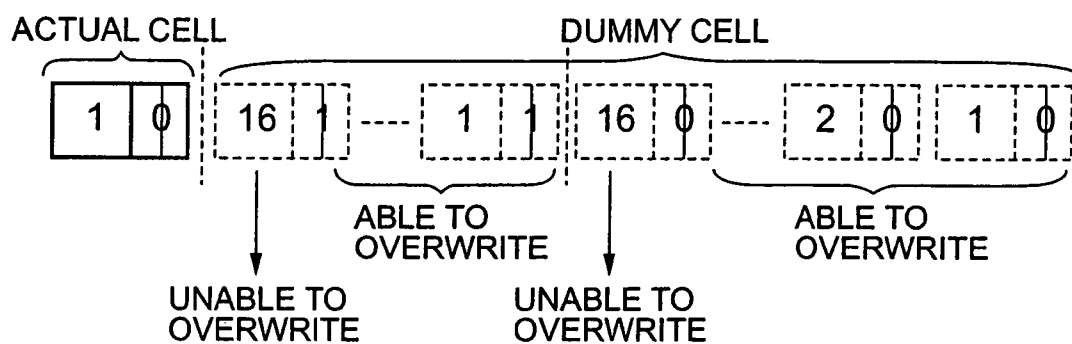 ACTUAL CELL DUMMY CELL
1 0 16 1 1 1 16 0 2 0 1 0
ABLE TO
OVERWRITE
ABLE TO
OVERWRITE
UNABLE TO
OVERWRITE
UNABLE TO
OVERWRITE